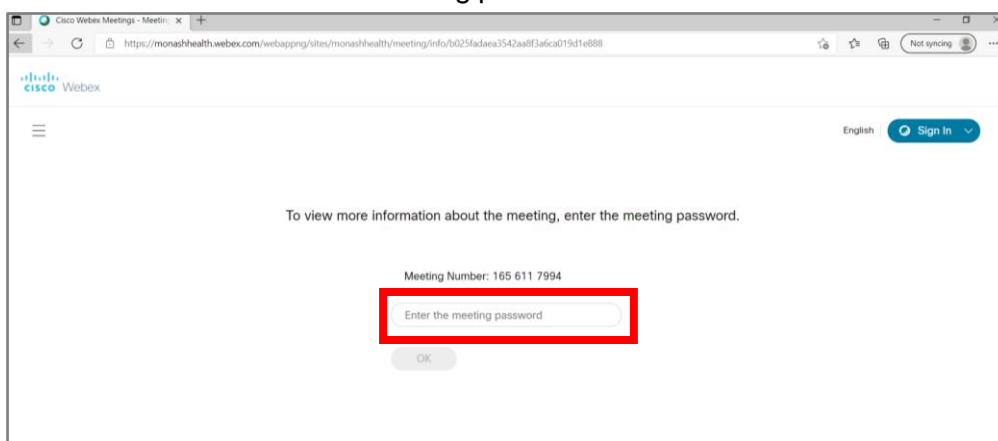 Cisco Webex Meetings - Meetin
https://monashhealth.webex.com/webappng/sites/monashhealth/meeting/info/b025fadaea3542aa8f3a6ca019d1e888
Not syncing
cisco Webex
English
Sign In
To view more information about the meeting, enter the meeting password.
Meeting Number: 165 611 7994
Enter the meeting password
OK